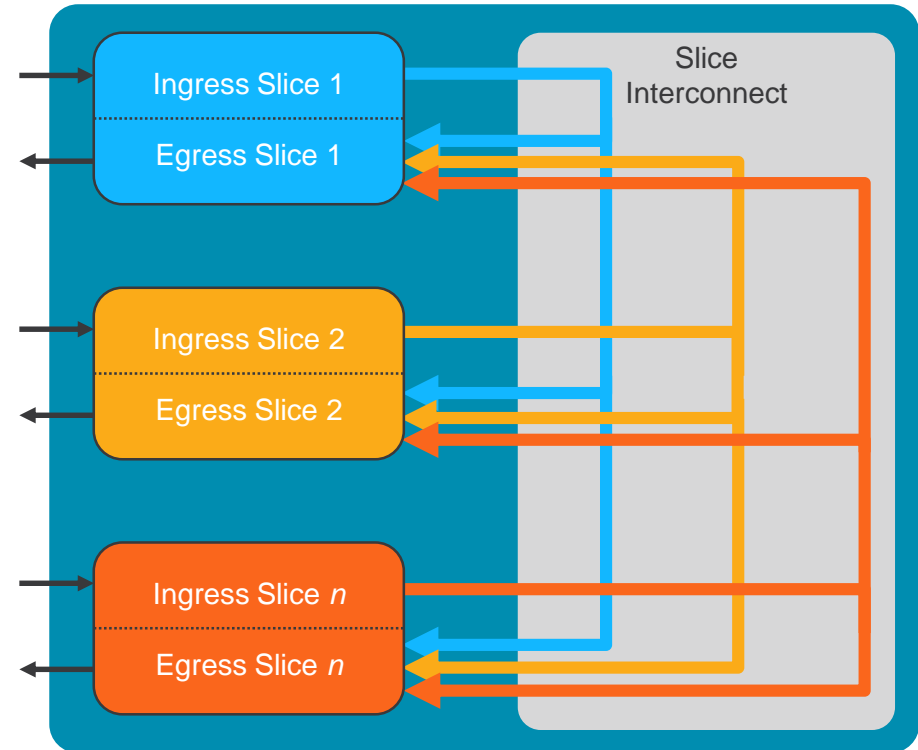 Slice
Interconnect
Ingress Slice 1
Egress Slice 1
Ingress Slice 2
Egress Slice 2
Ingress Slice n
Egress Slice n